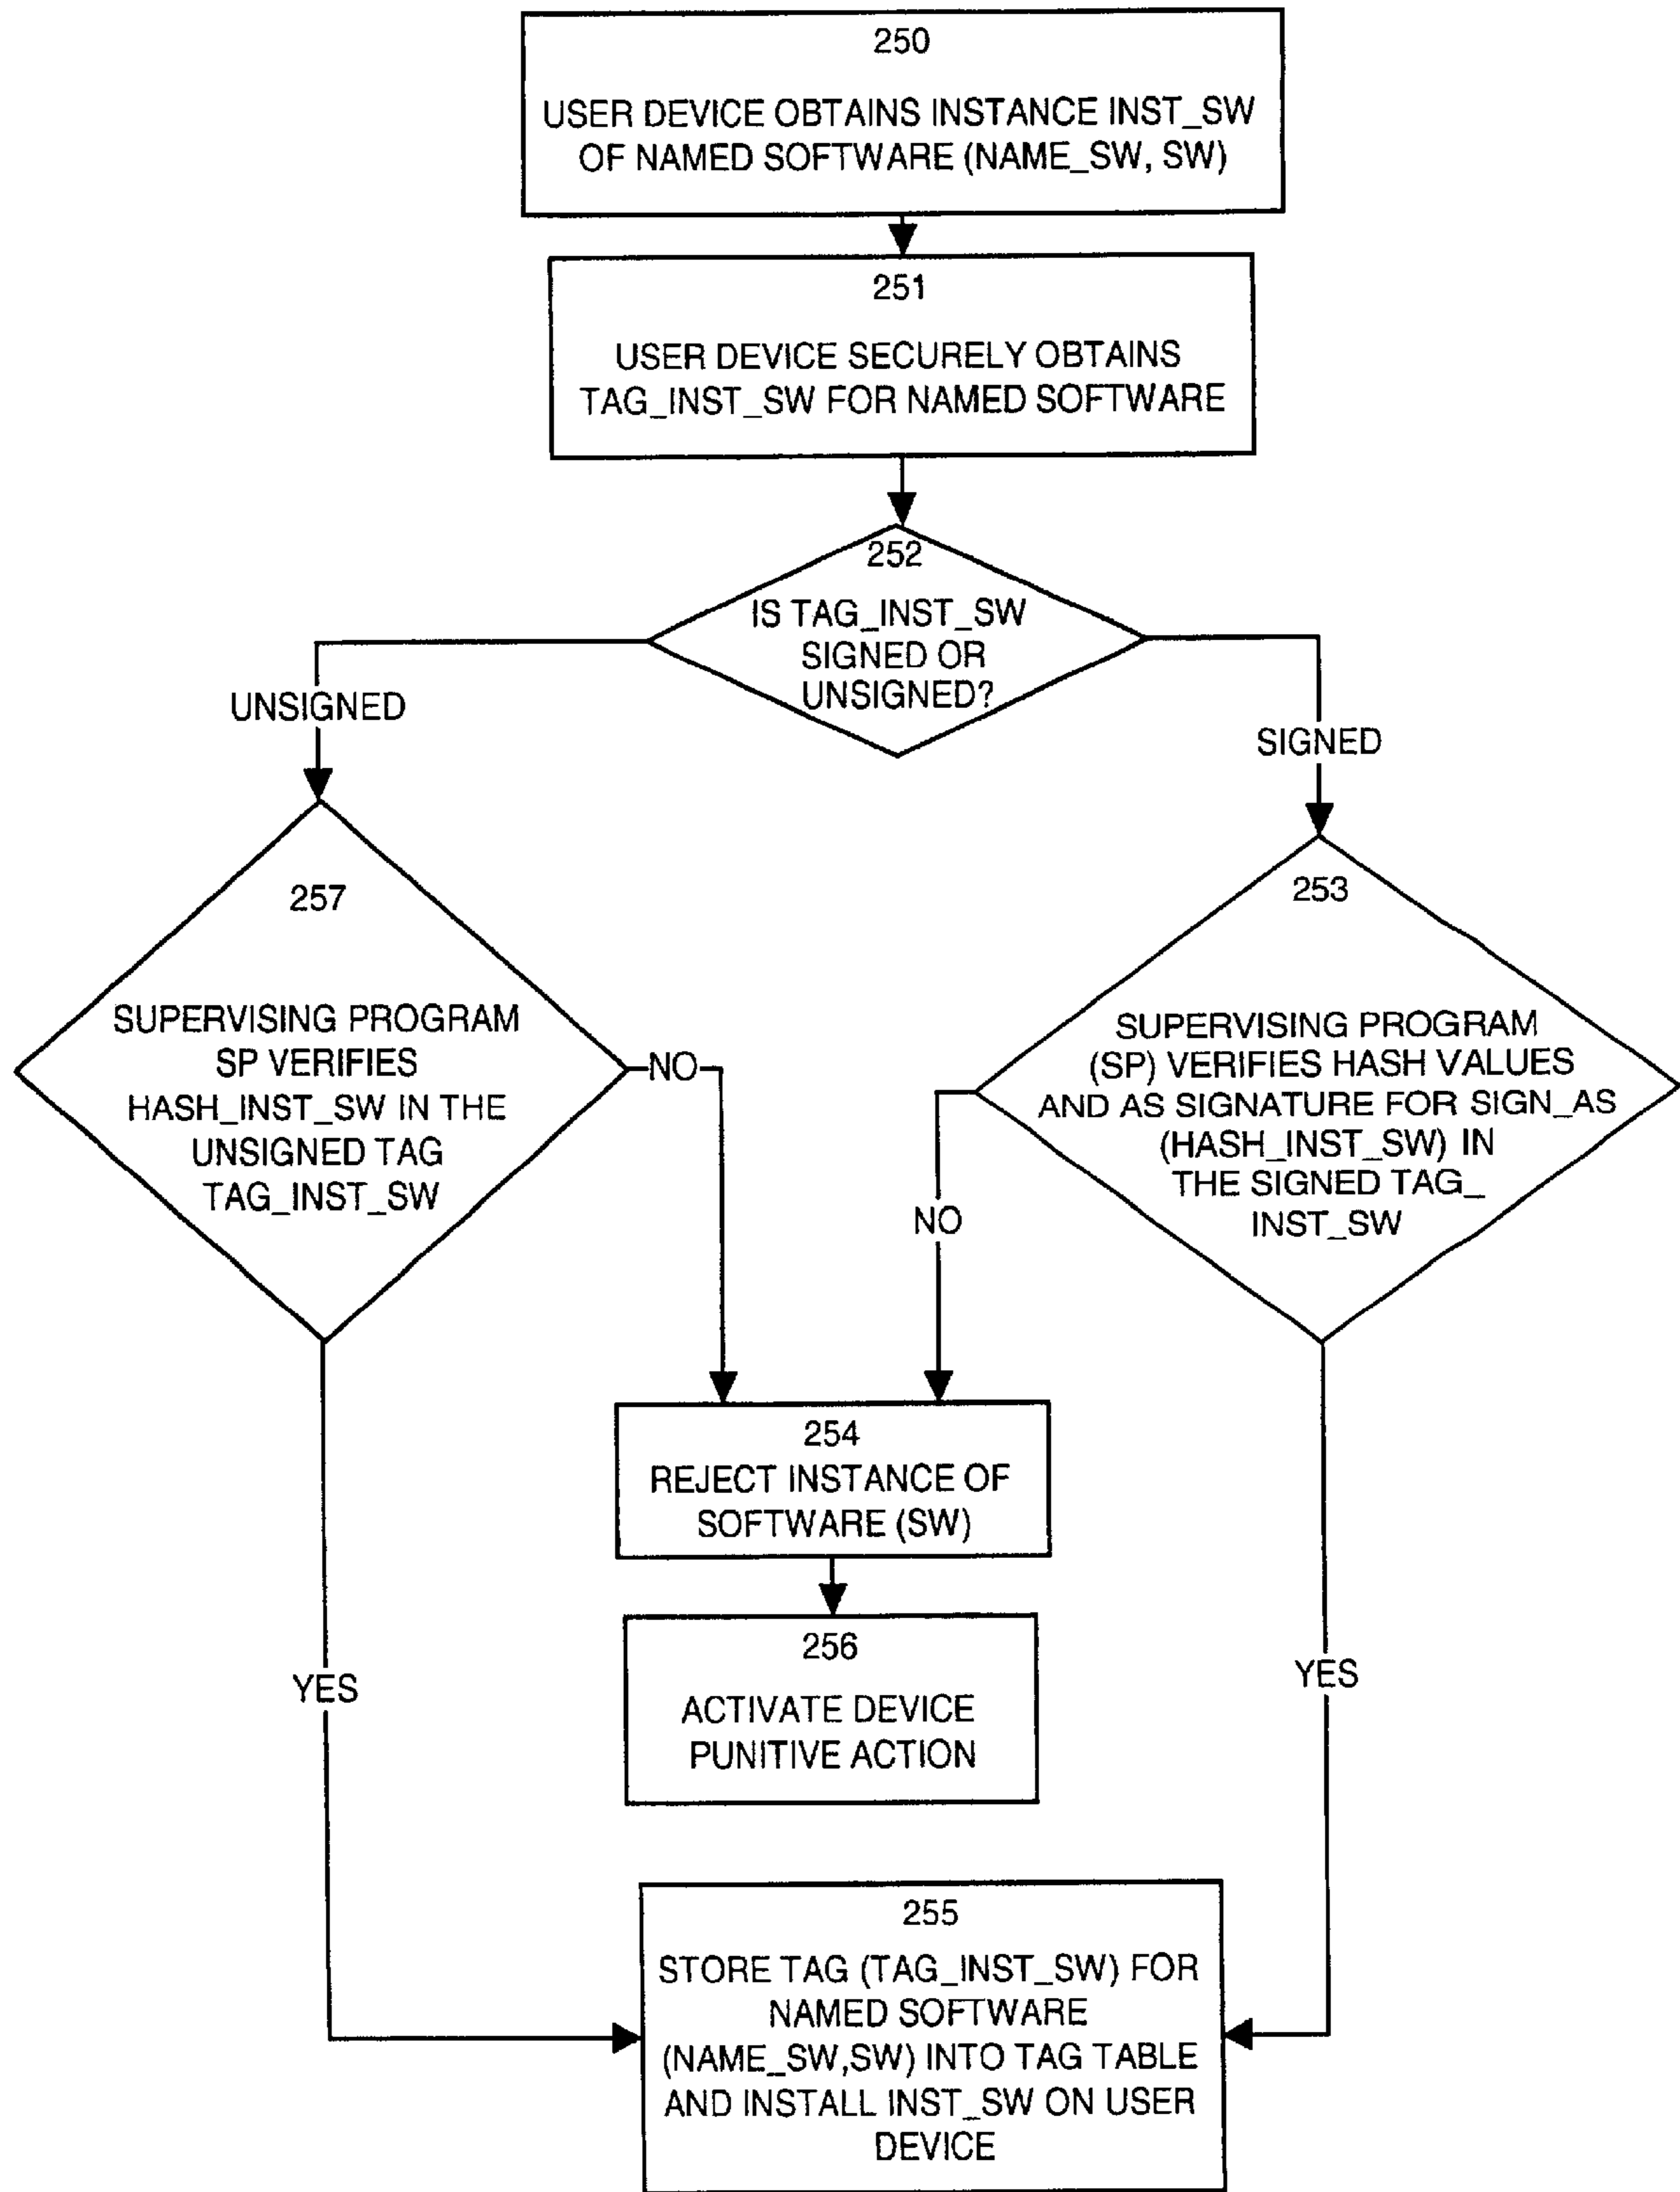 250
USER DEVICE OBTAINS INSTANCE INST_SW
OF NAMED SOFTWARE (NAME_SW, SW)
251
USER DEVICE SECURELY OBTAINS
TAG_INST_SW FOR NAMED SOFTWARE
252
IS TAG_INST_SW
SIGNED OR
UNSIGNED?
UNSIGNED
SIGNED
257
SUPERVISING PROGRAM
SP VERIFIES
HASH_INST_SW IN THE
UNSIGNED TAG
TAG_INST_SW
NO
253
SUPERVISING PROGRAM
(SP) VERIFIES HASH VALUES
AND AS SIGNATURE FOR SIGN_AS
(HASH_INST_SW) IN
THE SIGNED TAG_
INST_SW
NO
254
REJECT INSTANCE OF
SOFTWARE (SW)
256
ACTIVATE DEVICE
PUNITIVE ACTION
YES
YES
255
STORE TAG (TAG_INST_SW) FOR
NAMED SOFTWARE
(NAME_SW,SW) INTO TAG TABLE
AND INSTALL INST_SW ON USER
DEVICE